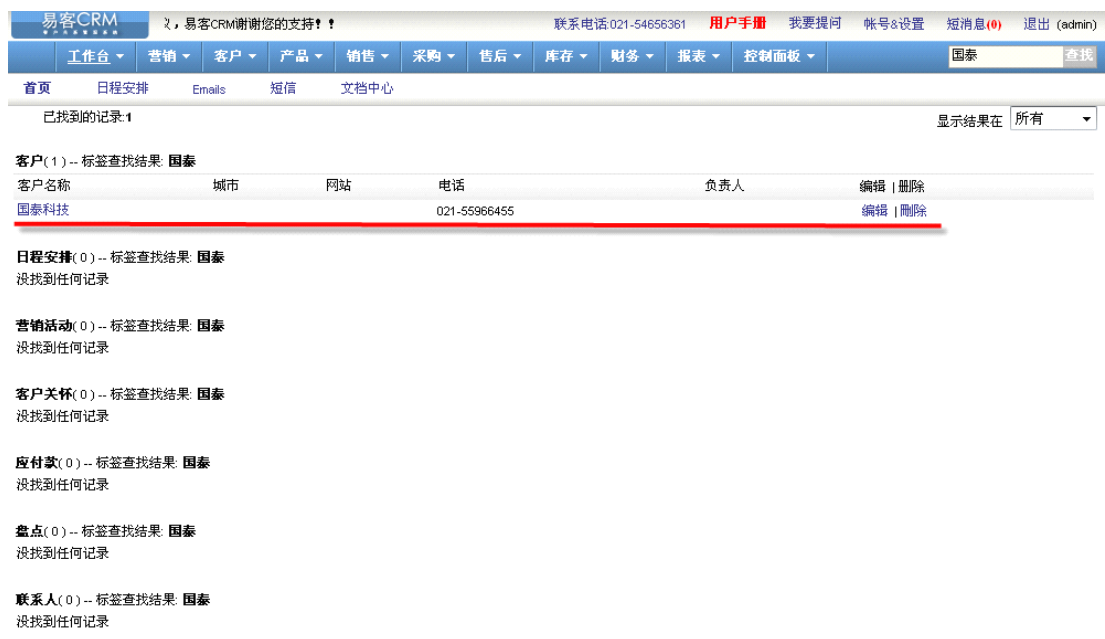 易客CRM
，易客CRM谢谢您的支持！！ 联系电话:021-54656361 用户手册 我要提问 帐号&设置 短消息(0) 退出 (admin)
工作台 营销 客户 产品 销售 采购 售后 库存 财务 报表 控制面板 国泰 查找
首页 日程安排 Emails 短信 文档中心
已找到的记录:1 显示结果在 所有
客户(1) -- 标签查找结果: 国泰
客户名称 城市 网站 电话 负责人 编辑 | 删除
国泰科技 021-55966455 编辑 | 删除
日程安排(0) -- 标签查找结果: 国泰
没找到任何记录
营销活动(0) -- 标签查找结果: 国泰
没找到任何记录
客户关怀(0) -- 标签查找结果: 国泰
没找到任何记录
应付款(0) -- 标签查找结果: 国泰
没找到任何记录
盘点(0) -- 标签查找结果: 国泰
没找到任何记录
联系人(0) -- 标签查找结果: 国泰
没找到任何记录